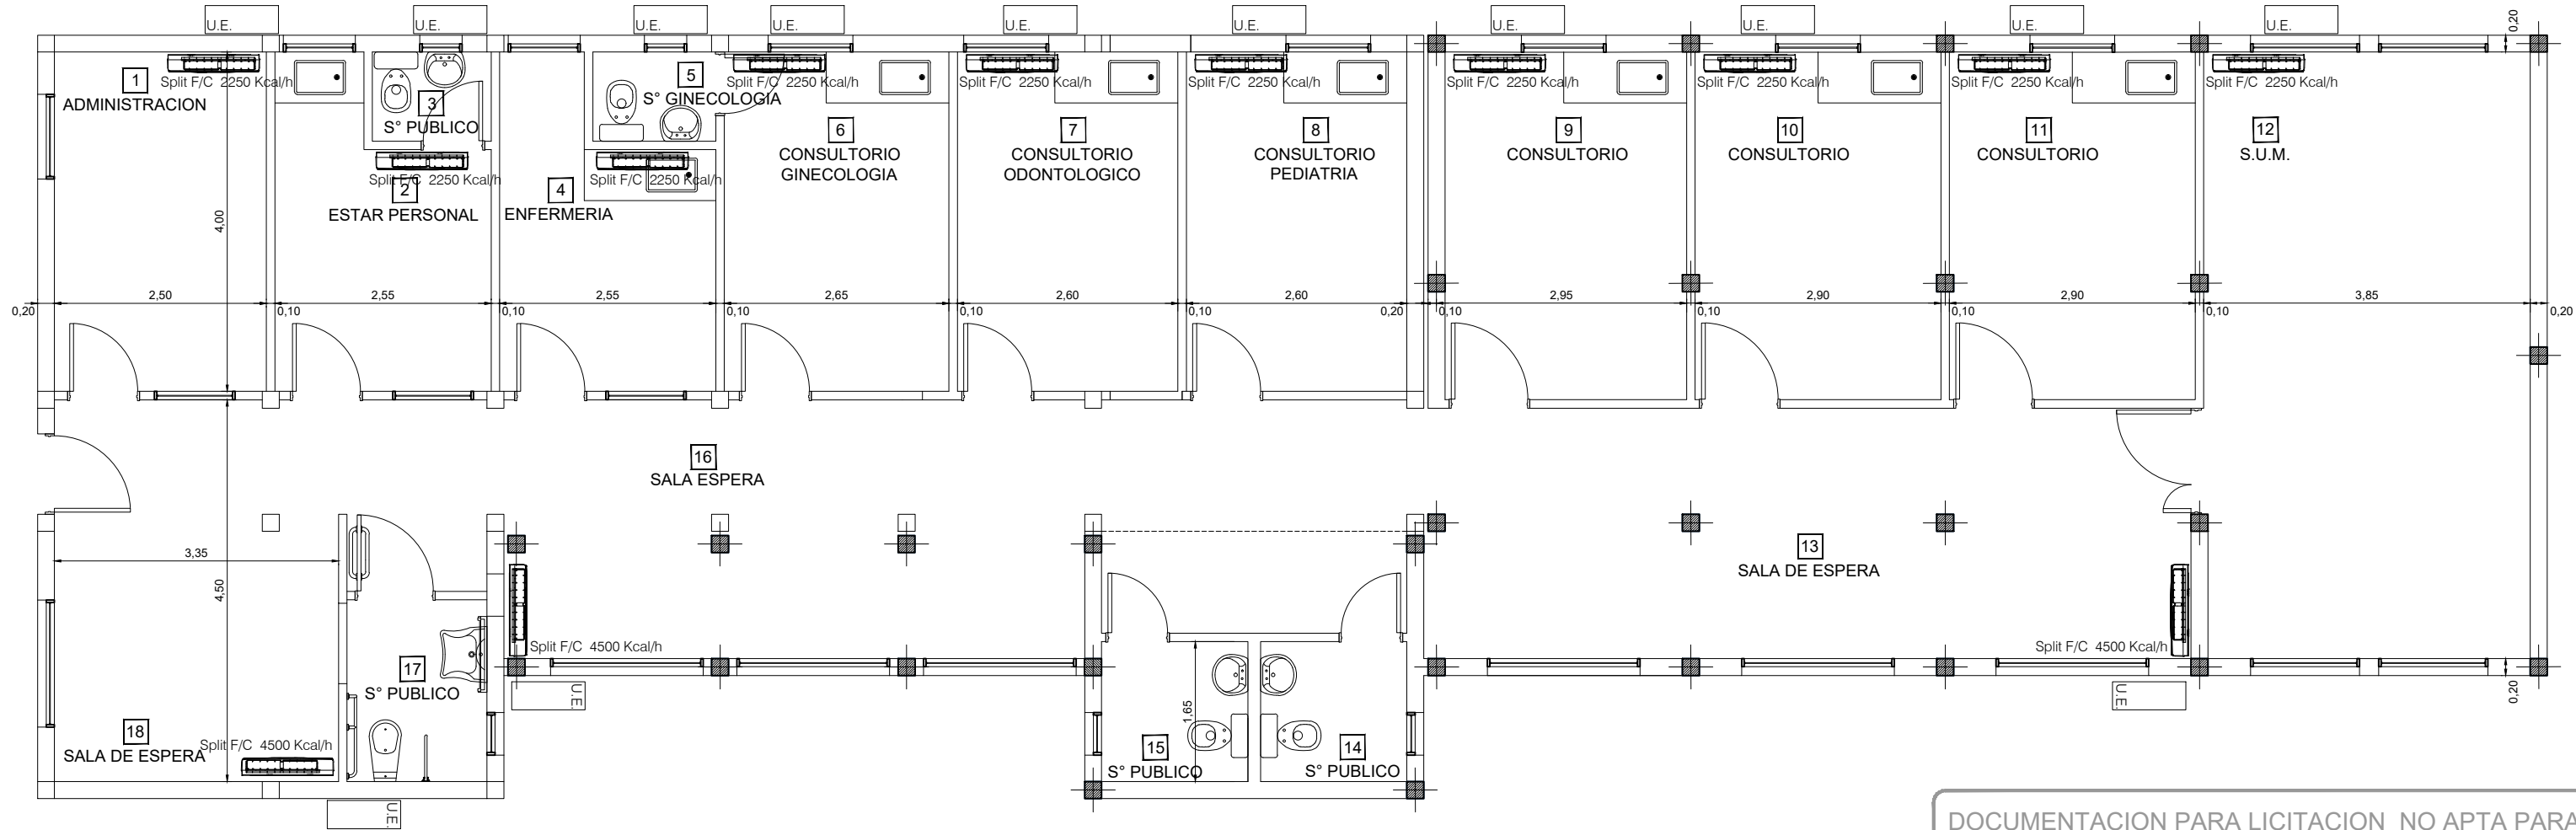 U.E.
U.E.
U.E.
U.E.
U.E.
U.E.
U.E.
U.E.
U.E.
U.E.
0,20
1
ADMINISTRACION
Split F/C 2250 Kcal/h
3
S° PUBLICO
Split F/C 2250 Kcal/h
2
ESTAR PERSONAL
5
S° GINECOLOGIA
Split F/C 2250 Kcal/h
4
ENFERMERIA
Split F/C 2250 Kcal/h
6
CONSULTORIO
GINECOLOGIA
Split F/C 2250 Kcal/h
7
CONSULTORIO
ODONTOLOGICO
Split F/C 2250 Kcal/h
8
CONSULTORIO
PEDIATRIA
Split F/C 2250 Kcal/h
9
CONSULTORIO
Split F/C 2250 Kcal/h
10
CONSULTORIO
Split F/C 2250 Kcal/h
11
CONSULTORIO
Split F/C 2250 Kcal/h
12
S.U.M.
4,00
0,20
2,50
0,10
2,55
0,10
2,55
0,10
2,65
0,10
2,60
0,10
2,60
0,20
0,10
2,95
0,10
2,90
0,10
2,90
0,10
3,85
0,20
16
SALA ESPERA
3,35
4,50
13
SALA DE ESPERA
Split F/C 4500 Kcal/h
Split F/C 4500 Kcal/h
17
S° PUBLICO
U.E.
U.E.
0,20
1,65
18
SALA DE ESPERA
Split F/C 4500 Kcal/h
15
S° PUBLICO
14
S° PUBLICO
U.E.
DOCUMENTACION PARA LICITACION NO APTA PARA